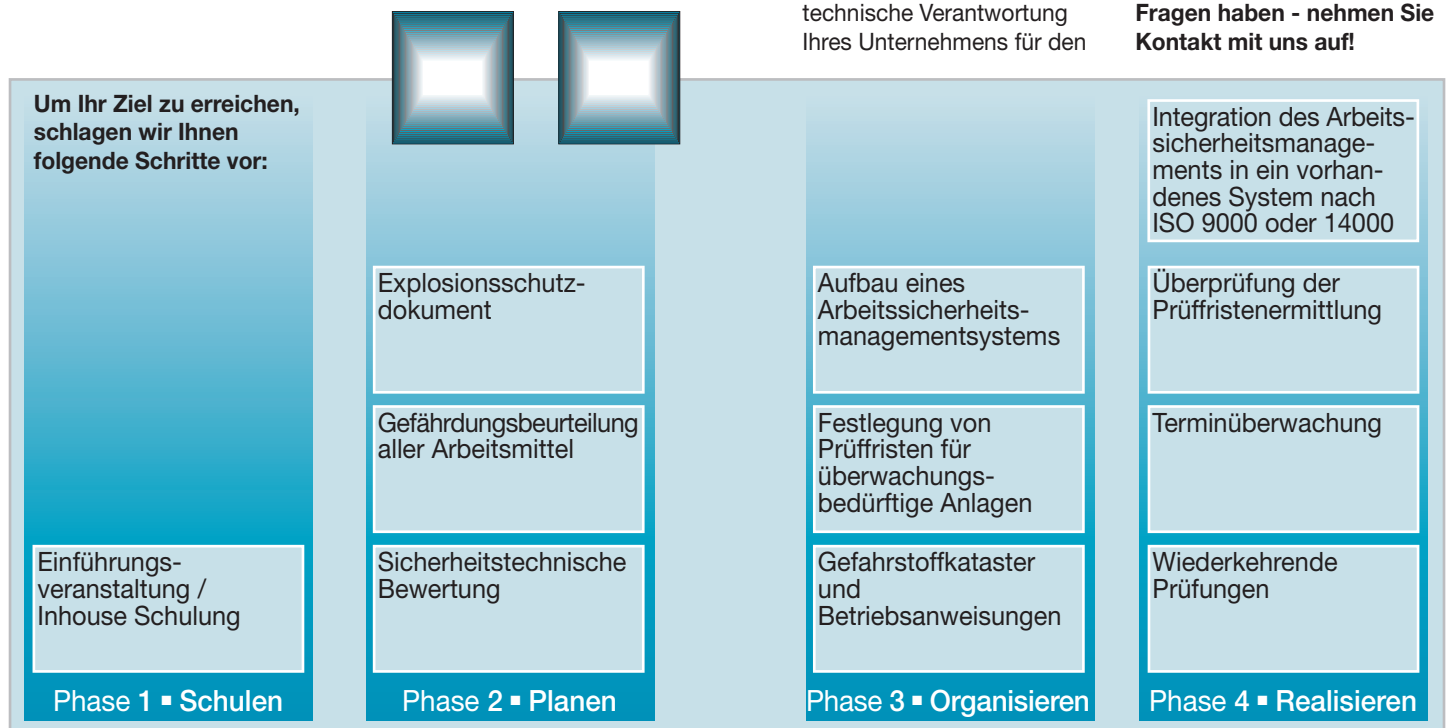 technische Verantwortung
Ihres Unternehmens für den
Fragen haben - nehmen Sie
Kontakt mit uns auf!
Um Ihr Ziel zu erreichen,
schlagen wir Ihnen
folgende Schritte vor:
Einführungs-
veranstaltung /
Inhouse Schulung
Phase 1 ▪ Schulen
Explosionsschutz-
dokument
Gefährdungsbeurteilung
aller Arbeitsmittel
Sicherheitstechnische
Bewertung
Phase 2 ▪ Planen
Aufbau eines
Arbeitssicherheits-
managementsystems
Festlegung von
Prüffristen für
überwachungs-
bedürftige Anlagen
Gefahrstoffkataster
und
Betriebsanweisungen
Phase 3 ▪ Organisieren
Integration des Arbeits-
sicherheitsmanage-
ments in ein vorhan-
denes System nach
ISO 9000 oder 14000
Überprüfung der
Prüffristenermittlung
Terminüberwachung
Wiederkehrende
Prüfungen
Phase 4 ▪ Realisieren